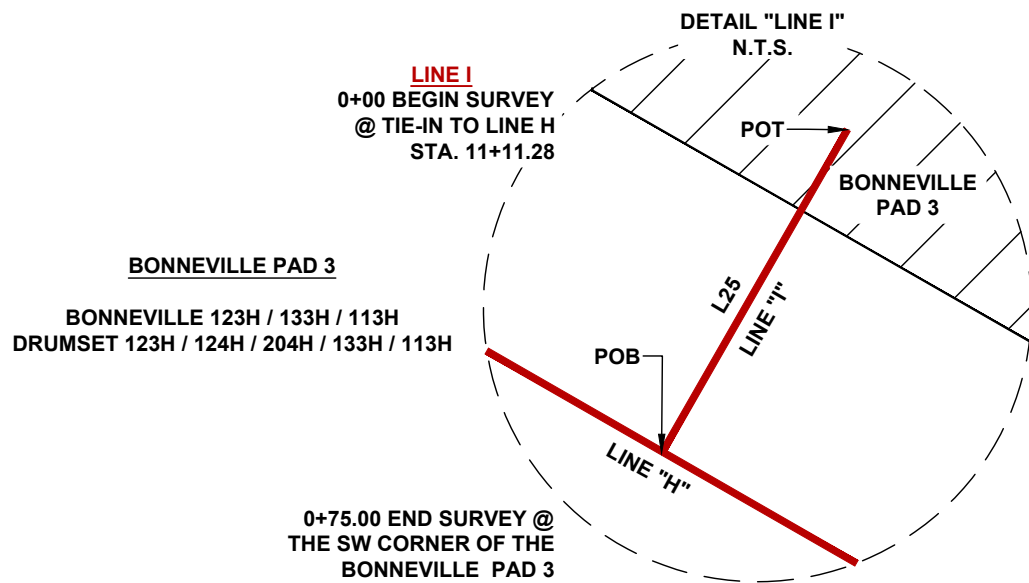 DETAIL "LINE I"
N.T.S.
LINE I
0+00 BEGIN SURVEY
@ TIE-IN TO LINE H
STA. 11+11.28
POT
BONNEVILLE
PAD 3
BONNEVILLE PAD 3
BONNEVILLE 123H / 133H / 113H
DRUMSET 123H / 124H / 204H / 133H / 113H
L25
LINE "I"
POB
LINE "H"
0+75.00 END SURVEY @
THE SW CORNER OF THE
BONNEVILLE PAD 3